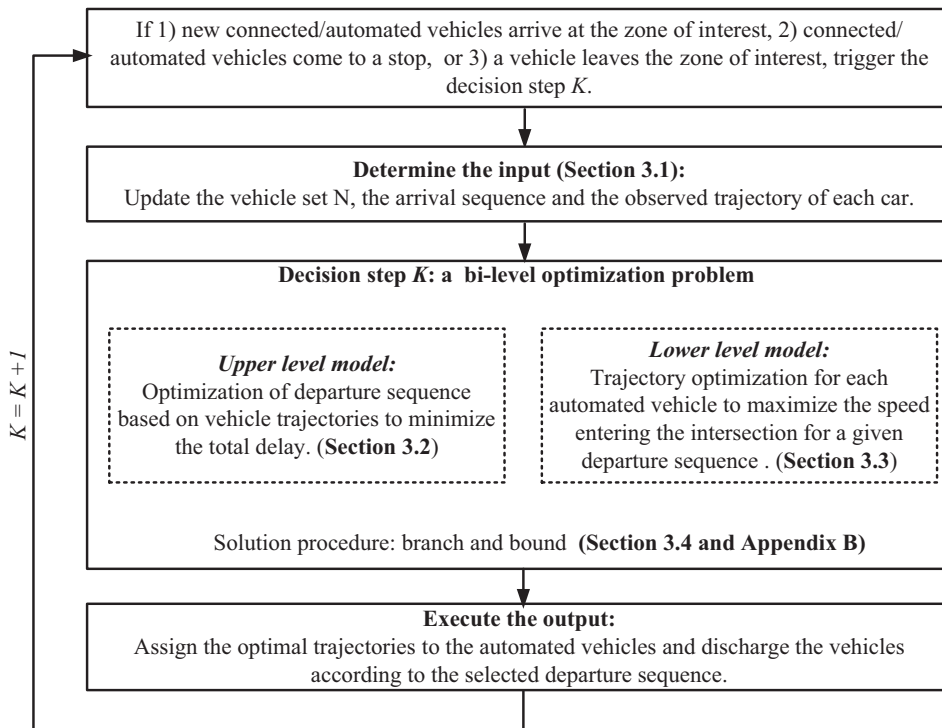 If 1) new connected/automated vehicles arrive at the zone of interest, 2) connected/
automated vehicles come to a stop,  or 3) a vehicle leaves the zone of interest, trigger the
decision step K.
Determine the input (Section 3.1):
Update the vehicle set N, the arrival sequence and the observed trajectory of each car.
Decision step K: a  bi-level optimization problem
Upper level model:
Optimization of departure sequence
based on vehicle trajectories to minimize
the total delay. (Section 3.2)
Lower level model:
Trajectory optimization for each
automated vehicle to maximize the speed
entering the intersection for a given
departure sequence . (Section 3.3)
Solution procedure: branch and bound  (Section 3.4 and Appendix B)
Execute the output:
Assign the optimal trajectories to the automated vehicles and discharge the vehicles
according to the selected departure sequence.
K = K +1